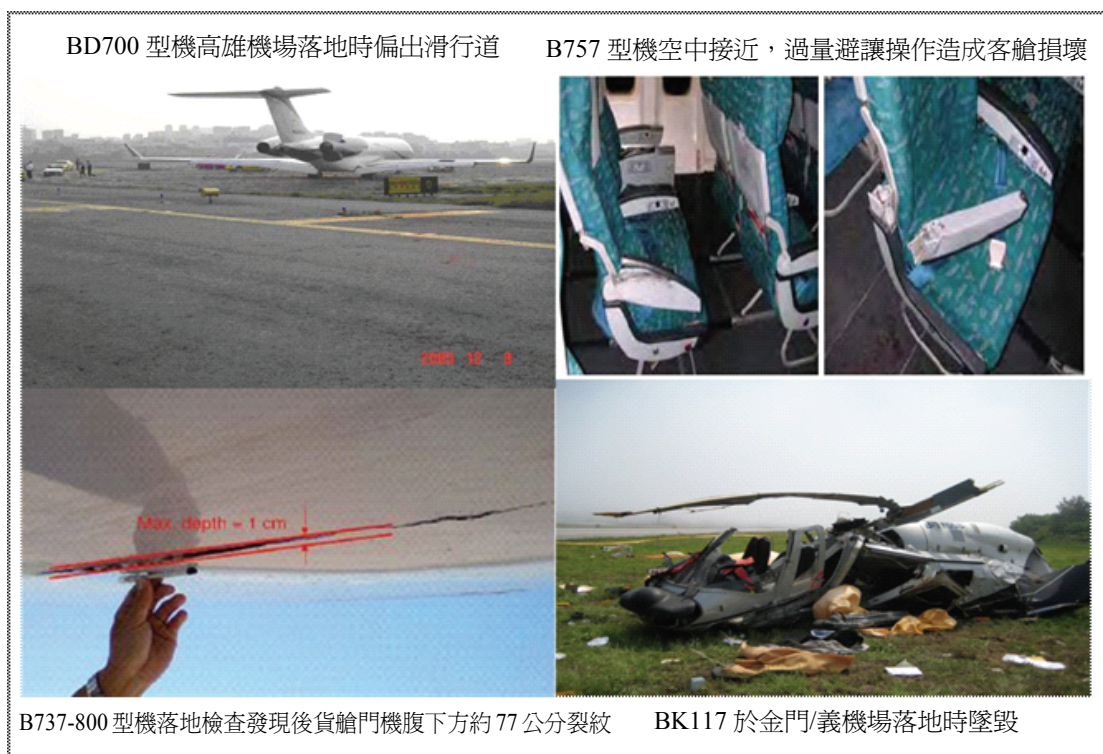 BD700 型機高雄機場落地時偏出滑行道
B757 型機空中接近，過量避讓操作造成客艙損壞
2005 12 8
Max. depth = 1 cm
B737-800 型機落地檢查發現後貨艙門機腹下方約 77 公分裂紋
BK117 於金門/義機場落地時墜毀